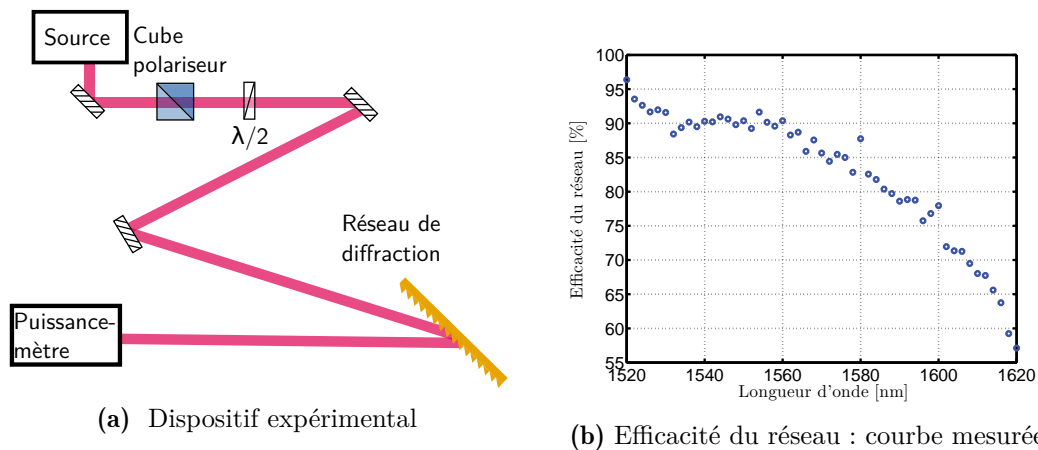 Source
Cube
polariseur
λ/2
Réseau de
diffraction
Puissance-
mètre
(a) Dispositif expérimental
100
95
90
85
80
75
70
65
60
55
Efficacité du réseau [%]
1520
1540
1560
1580
1600
1620
Longueur d'onde [nm]
(b) Efficacité du réseau : courbe mesurée